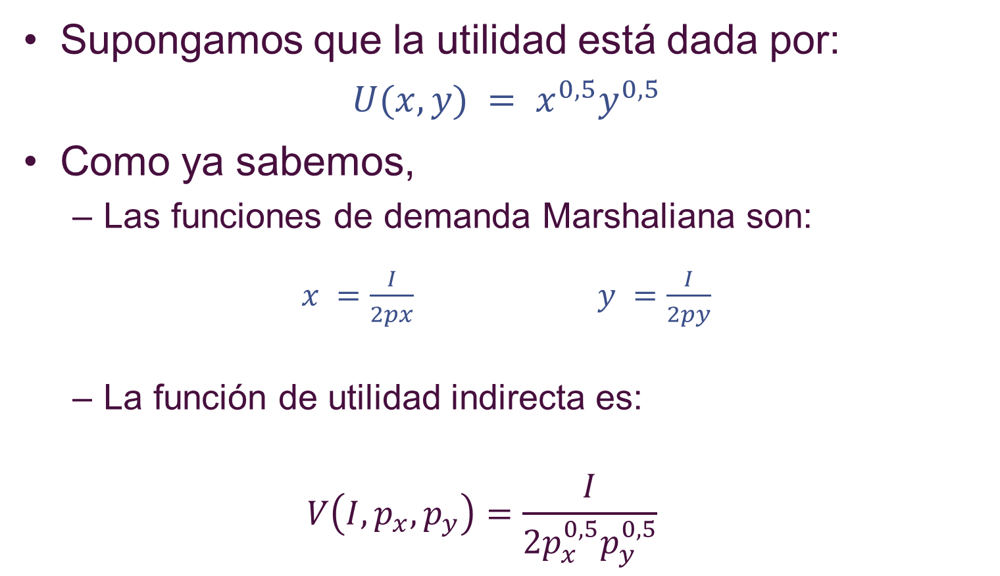 • Supongamos que la utilidad está dada por:
U(x, y) = x^{0,5}y^{0,5}
• Como ya sabemos,
– Las funciones de demanda Marshaliana son:
x = \frac{I}{2px} y = \frac{I}{2py}
– La función de utilidad indirecta es:
V(I, p_x, p_y) = \frac{I}{2p_x^{0,5}p_y^{0,5}}